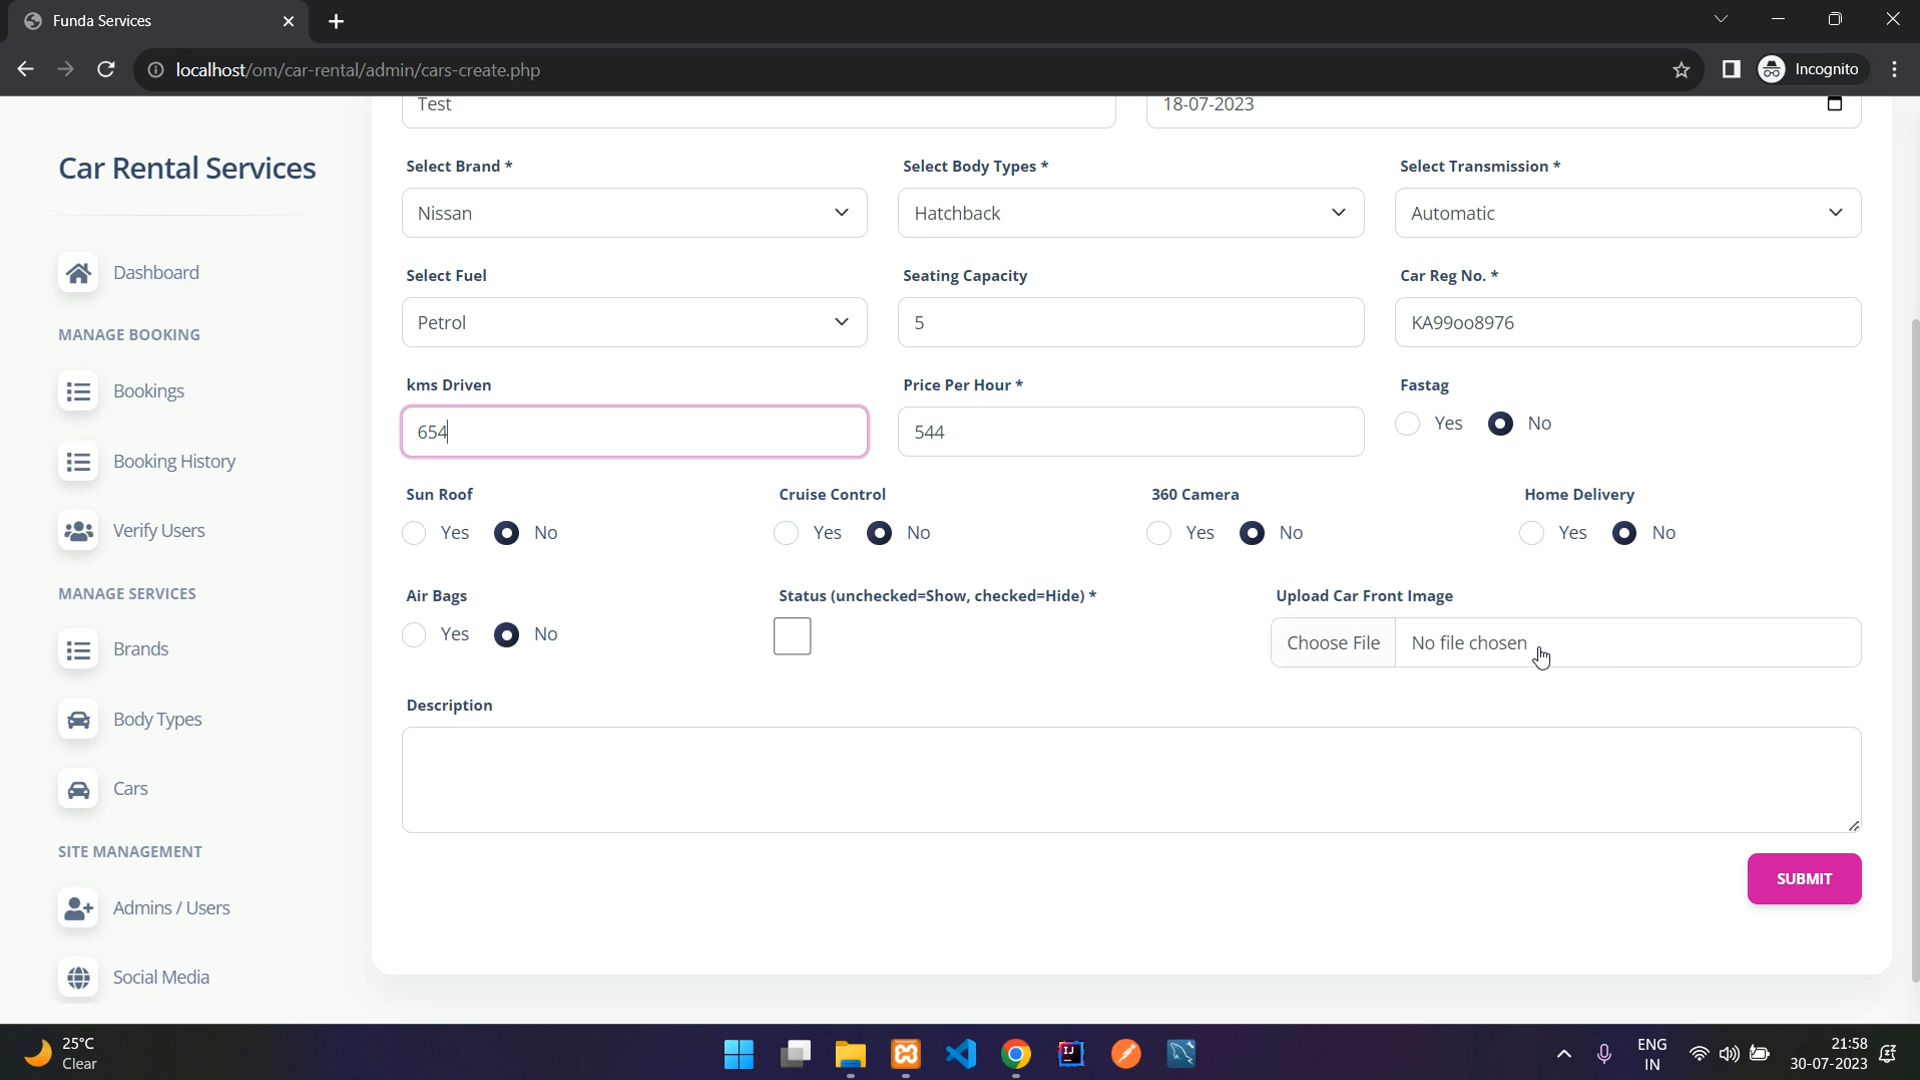 Funda Services
localhost/om/car-rental/admin/cars-create.php
Incognito
Test
18-07-2023
Car Rental Services
Dashboard
MANAGE BOOKING
Bookings
Booking History
Verify Users
MANAGE SERVICES
Brands
Body Types
Cars
SITE MANAGEMENT
Admins / Users
Social Media
Select Brand *
Select Body Types *
Select Transmission *
Nissan
Hatchback
Automatic
Select Fuel
Seating Capacity
Car Reg No. *
Petrol
5
KA99oo8976
kms Driven
Price Per Hour *
Fastag
654
544
Yes No
Sun Roof
Cruise Control
360 Camera
Home Delivery
Yes No
Yes No
Yes No
Yes No
Air Bags
Status (unchecked=Show, checked=Hide) *
Upload Car Front Image
Yes No
Choose File No file chosen
Description
SUBMIT
25°C
Clear
IJ
ENG
IN
21:58
30-07-2023